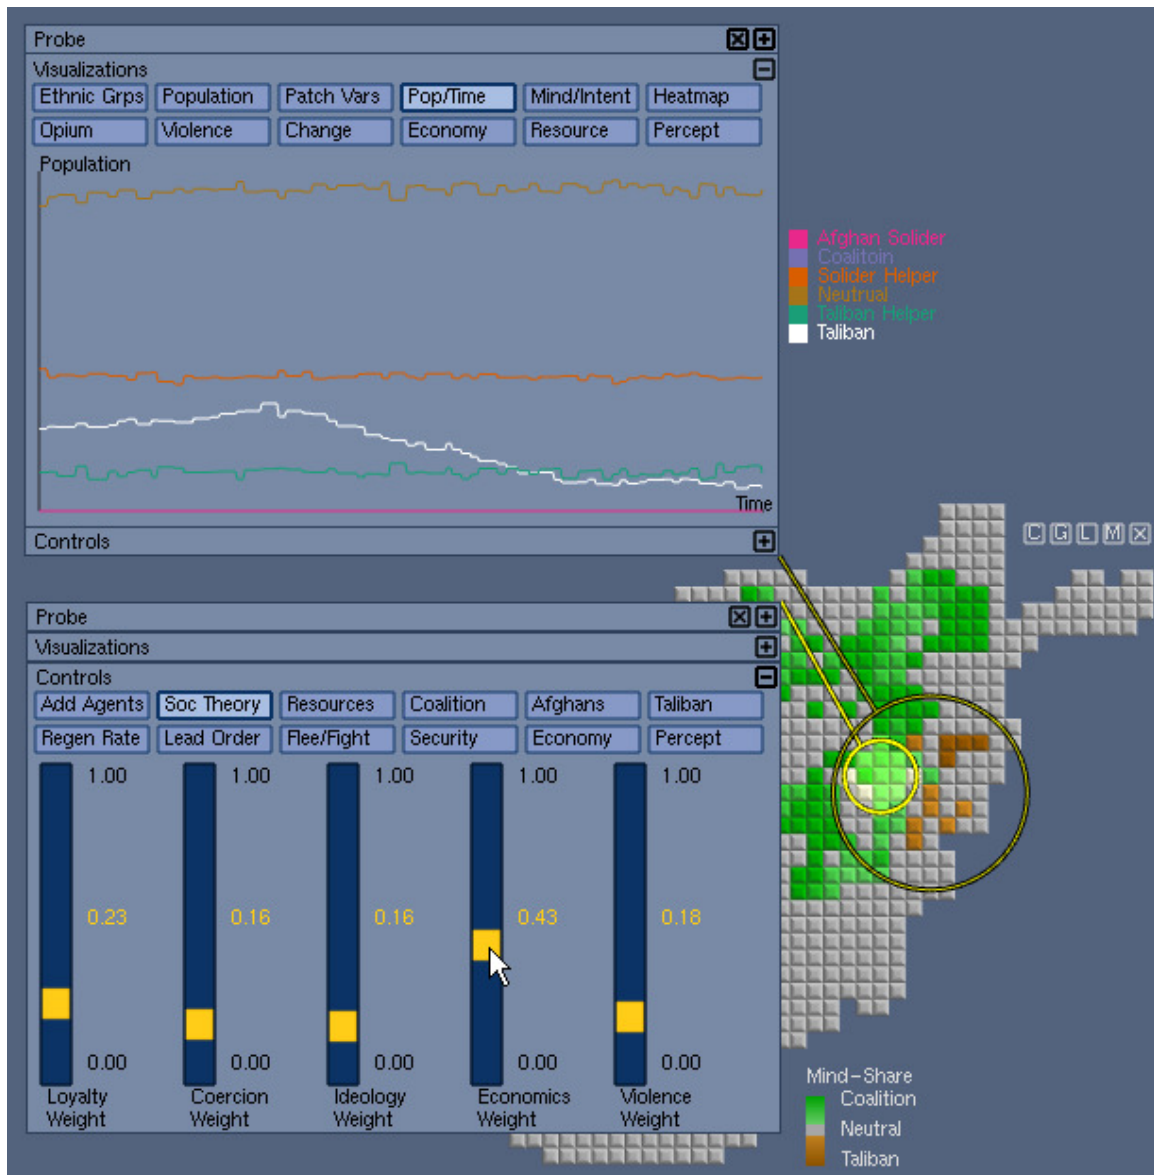 Probe
Visualizations
Ethnic Grps Population Patch Vars Pop/Time Mind/Intent Heatmap
Opium Violence Change Economy Resource Percept
Population
Time
Controls
Afghan Solider
Coalitoin
Solider Helper
Neutrual
Taliban Helper
Taliban
C G L M X
Probe
Visualizations
Controls
Add Agents Soc Theory Resources Coalition Afghans Taliban
Regen Rate Lead Order Flee/Fight Security Economy Percept
1.00 1.00 1.00 1.00 1.00
0.23 0.16 0.16 0.43 0.18
0.00 0.00 0.00 0.00 0.00
Loyalty Coercion Ideology Economics Violence
Weight Weight Weight Weight Weight
Mind-Share
Coalition
Neutral
Taliban